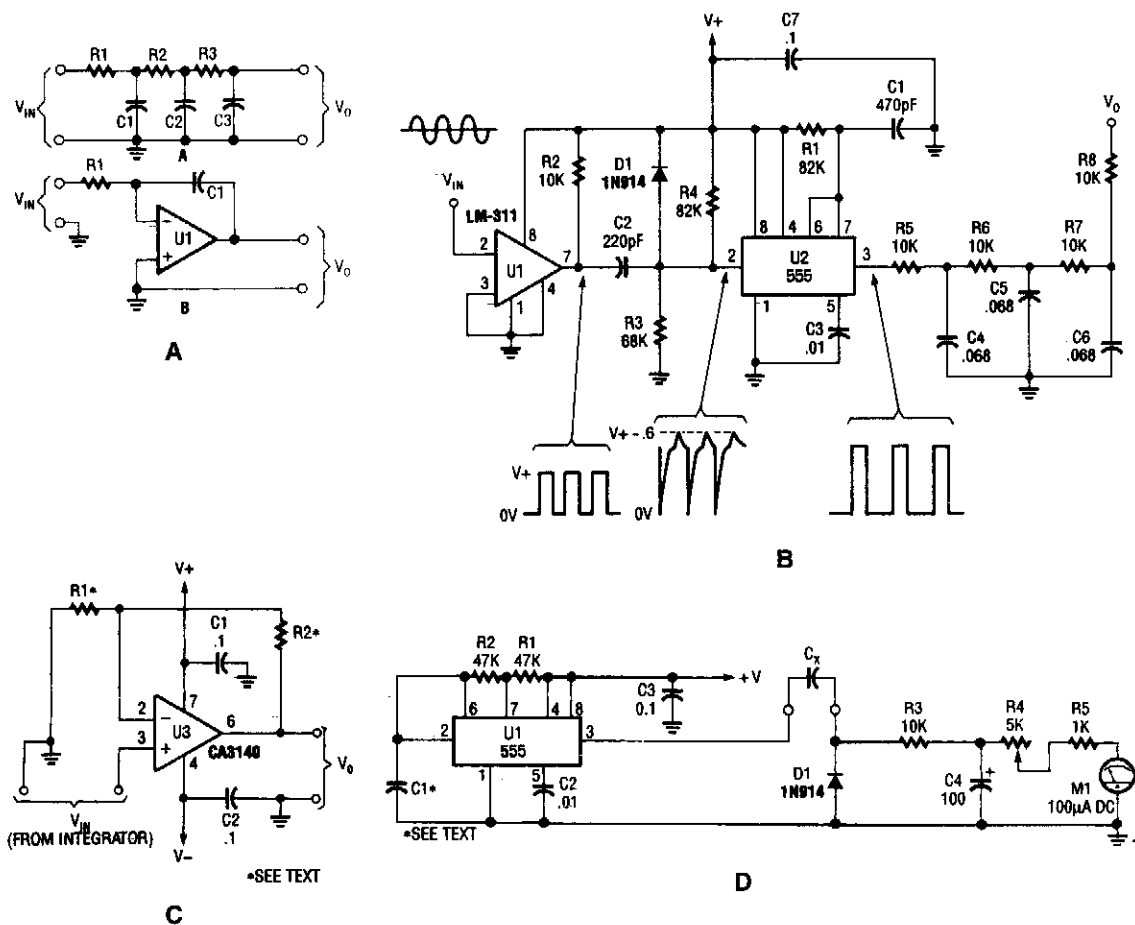 R1 R2 R3
VIN
C1 C2 C3
VO
A
R1
C1
VIN
U1
−
+
VO
B
A
V+
C7
.1
C1
470pF
VO
R2
10K
D1
1N914
R4
82K
R1
82K
R8
10K
VIN
LM-311
C2
220pF
8
2
3
U1
7
1
4
R3
68K
8 4 6 7
2
U2
555
3
1
5
C3
.01
R5
10K
R6
10K
R7
10K
C5
.068
C4
.068
C6
.068
V+ - .6
V+
0V
0V
B
V+
R1*
C1
.1
R2*
7
2
−
U3
6
3
+
CA3140
4
C2
.1
VIN
(FROM INTEGRATOR)
V−
VO
*SEE TEXT
C
R2
47K
R1
47K
+V
C3
0.1
CX
6 7 4 8
2
U1
555
3
1
5
C2
.01
C1*
*SEE TEXT
D1
1N914
R3
10K
R4
5K
R5
1K
C4
100
+
M1
100µA DC
D